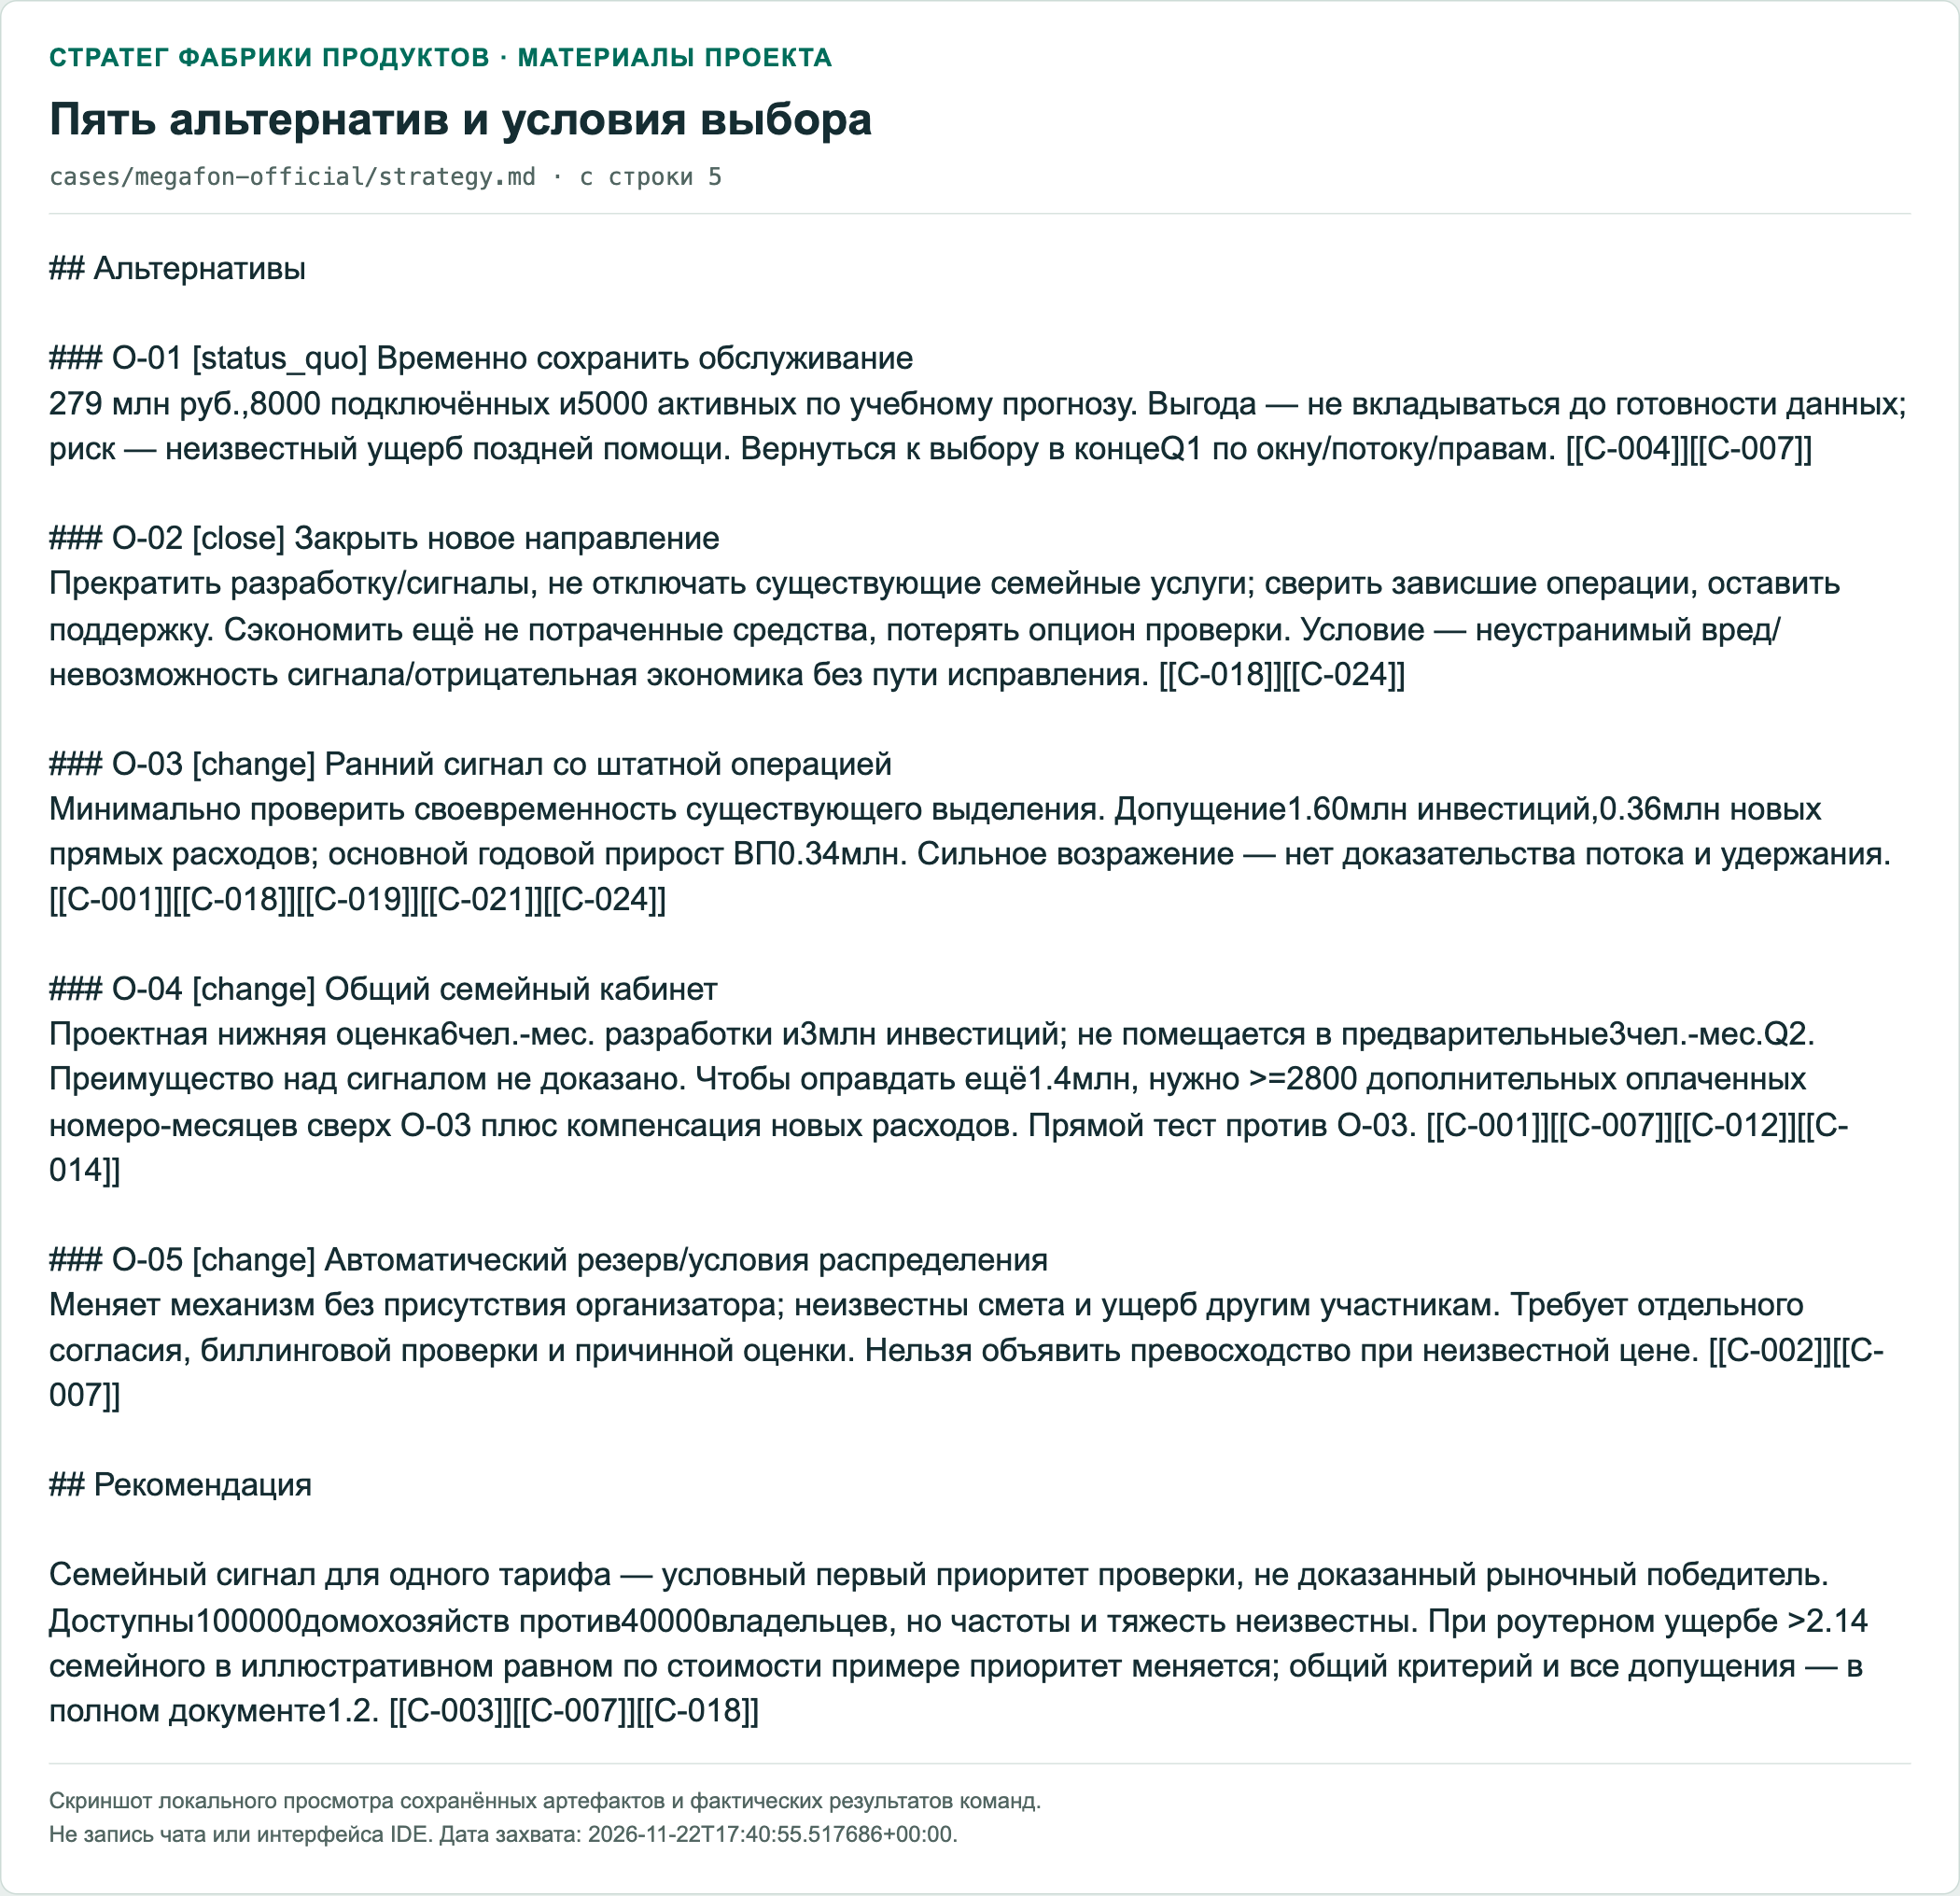 СТРАТЕГ ФАБРИКИ ПРОДУКТОВ · МАТЕРИАЛЫ ПРОЕКТА
Пять альтернатив и условия выбора
cases/megafon-official/strategy.md · с строки 5
## Альтернативы
### O-01 [status_quo] Временно сохранить обслуживание
279 млн руб.,8000 подключённых и5000 активных по учебному прогнозу. Выгода — не вкладываться до готовности данных;
риск — неизвестный ущерб поздней помощи. Вернуться к выбору в концеQ1 по окну/потоку/правам. [[C-004]][[C-007]]
### O-02 [close] Закрыть новое направление
Прекратить разработку/сигналы, не отключать существующие семейные услуги; сверить зависшие операции, оставить
поддержку. Сэкономить ещё не потраченные средства, потерять опцион проверки. Условие — неустранимый вред/
невозможность сигнала/отрицательная экономика без пути исправления. [[C-018]][[C-024]]
### O-03 [change] Ранний сигнал со штатной операцией
Минимально проверить своевременность существующего выделения. Допущение1.60млн инвестиций,0.36млн новых
прямых расходов; основной годовой прирост ВП0.34млн. Сильное возражение — нет доказательства потока и удержания.
[[C-001]][[C-018]][[C-019]][[C-021]][[C-024]]
### O-04 [change] Общий семейный кабинет
Проектная нижняя оценка6чел.-мес. разработки и3млн инвестиций; не помещается в предварительные3чел.-мес.Q2.
Преимущество над сигналом не доказано. Чтобы оправдать ещё1.4млн, нужно >=2800 дополнительных оплаченных
номеро-месяцев сверх O-03 плюс компенсация новых расходов. Прямой тест против O-03. [[C-001]][[C-007]][[C-012]][[C-
014]]
### O-05 [change] Автоматический резерв/условия распределения
Меняет механизм без присутствия организатора; неизвестны смета и ущерб другим участникам. Требует отдельного
согласия, биллинговой проверки и причинной оценки. Нельзя объявить превосходство при неизвестной цене. [[C-002]][[C-
007]]
## Рекомендация
Семейный сигнал для одного тарифа — условный первый приоритет проверки, не доказанный рыночный победитель.
Доступны100000домохозяйств против40000владельцев, но частоты и тяжесть неизвестны. При роутерном ущербе >2.14
семейного в иллюстративном равном по стоимости примере приоритет меняется; общий критерий и все допущения — в
полном документе1.2. [[C-003]][[C-007]][[C-018]]
Скриншот локального просмотра сохранённых артефактов и фактических результатов команд.
Не запись чата или интерфейса IDE. Дата захвата: 2026-11-22T17:40:55.517686+00:00.